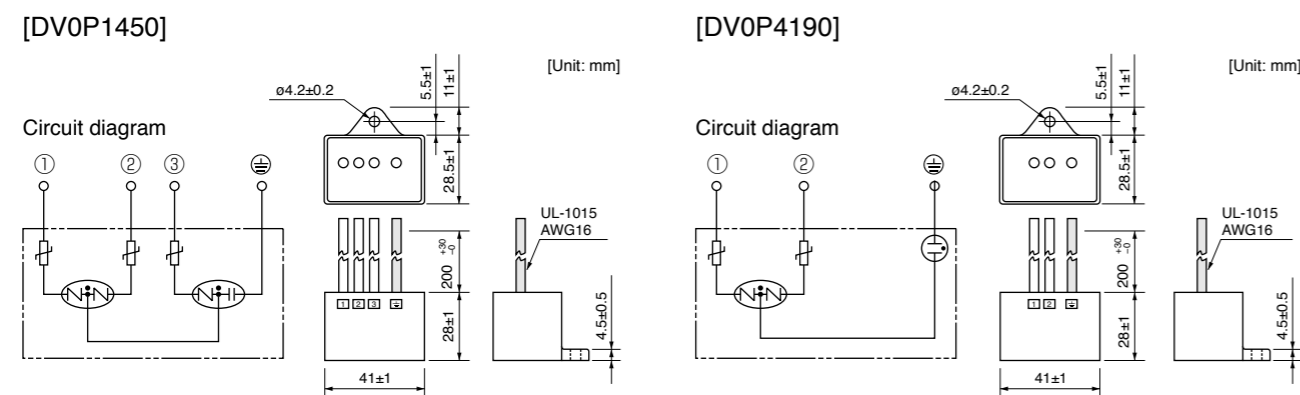 [DV0P1450]
[Unit: mm]
Circuit diagram
① ② ③
ø4.2±0.2
5.5±1
11±1
28.5±1
UL-1015
AWG16
200 +30 -0
1 2 3
28±1
4.5±0.5
41±1
[DV0P4190]
[Unit: mm]
Circuit diagram
① ②
ø4.2±0.2
5.5±1
11±1
28.5±1
UL-1015
AWG16
200 +30 -0
1 2
28±1
4.5±0.5
41±1